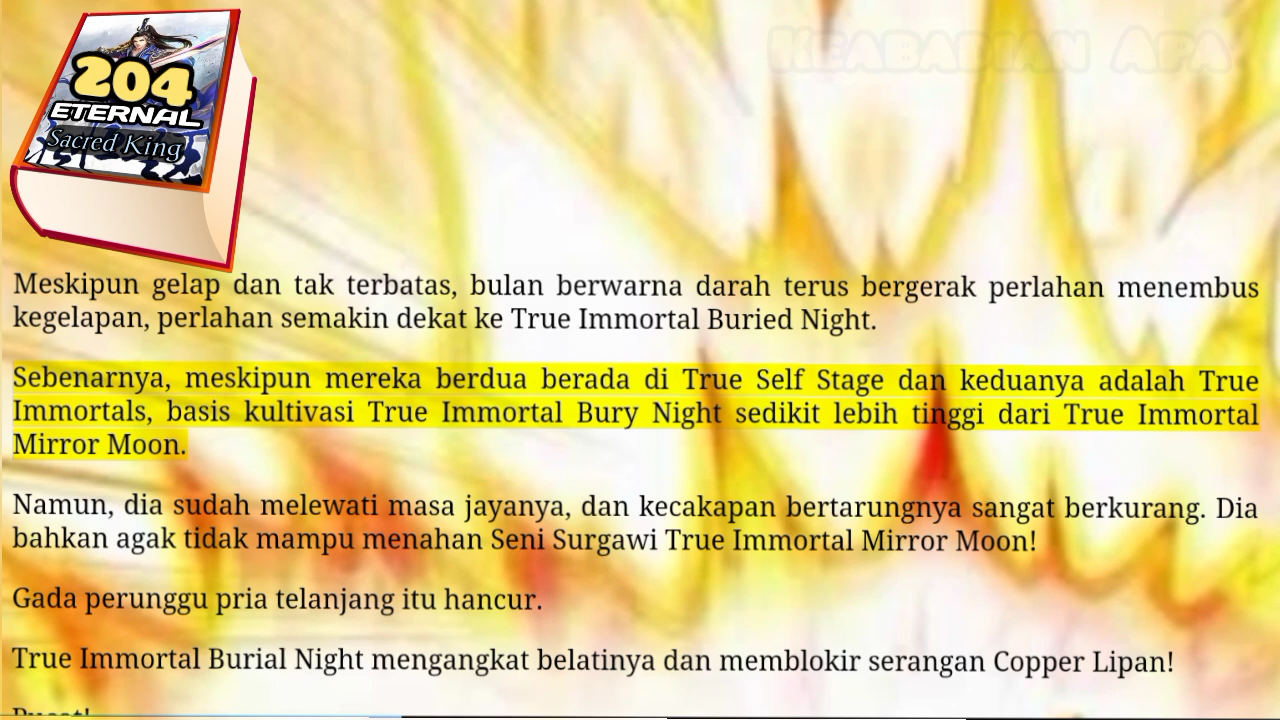 KEABADIAN APA
204
ETERNAL
Sacred King
Meskipun gelap dan tak terbatas, bulan berwarna darah terus bergerak perlahan menembus
kegelapan, perlahan semakin dekat ke True Immortal Buried Night.
Sebenarnya, meskipun mereka berdua berada di True Self Stage dan keduanya adalah True
Immortals, basis kultivasi True Immortal Bury Night sedikit lebih tinggi dari True Immortal
Mirror Moon.
Namun, dia sudah melewati masa jayanya, dan kecakapan bertarungnya sangat berkurang. Dia
bahkan agak tidak mampu menahan Seni Surgawi True Immortal Mirror Moon!
Gada perunggu pria telanjang itu hancur.
True Immortal Burial Night mengangkat belatinya dan memblokir serangan Copper Lipan!